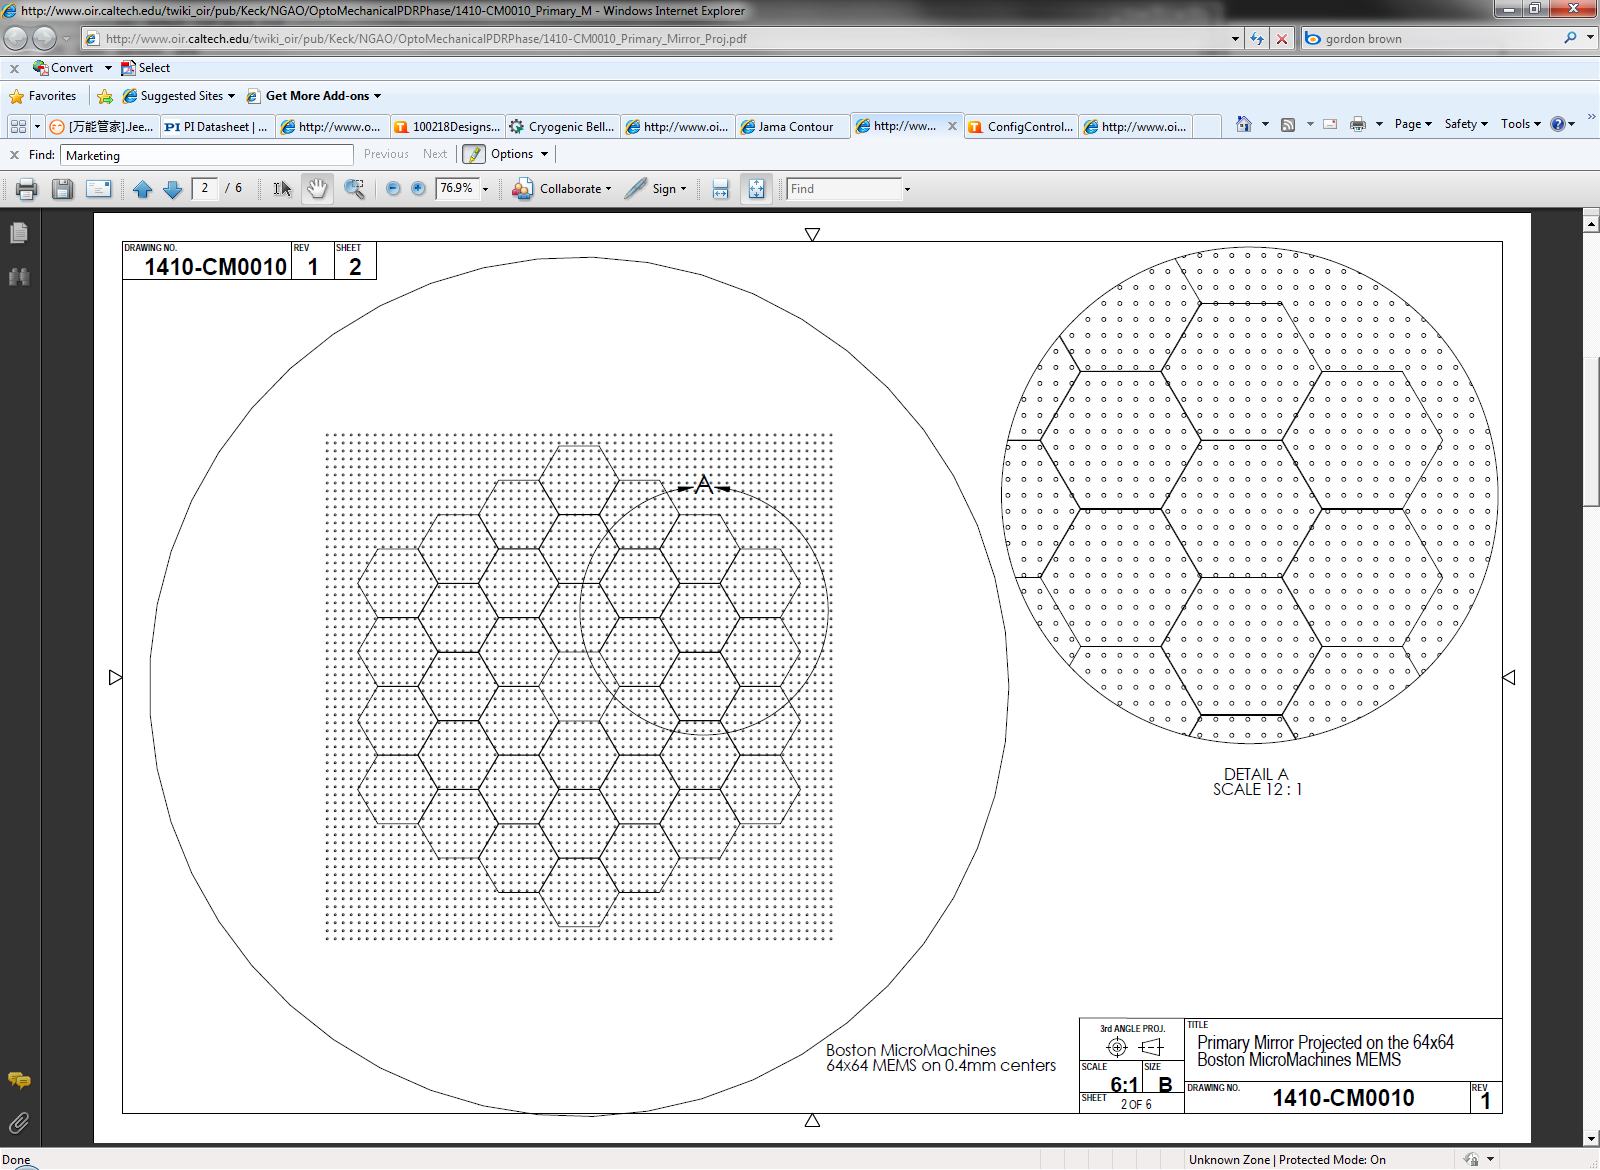 http://www.oir.caltech.edu/twiki_oir/pub/Keck/NGAO/OptoMechanicalPDRPhase/1410-CM0010_Primary_M - Windows Internet Explorer
http://www.oir.caltech.edu/twiki_oir/pub/Keck/NGAO/OptoMechanicalPDRPhase/1410-CM0010_Primary_Mirror_Proj.pdf
gordon brown
x Convert Select
Favorites Suggested Sites Get More Add-ons
[万能管家].Jee... PI PI Datasheet | ... http://www.o... 100218Designs... Cryogenic Bell... http://www.oi... Jama Contour http://ww... x ConfigControl... http://www.oi... Page Safety Tools
x Find: Marketing Previous Next Options
2 / 6 76.9% Collaborate Sign Find
DRAWING NO. REV SHEET
1410-CM0010 1 2
A
DETAIL A
SCALE 12 : 1
Boston MicroMachines
64x64 MEMS on 0.4mm centers
3rd ANGLE PROJ.
SCALE SIZE
6:1 B
SHEET 2 OF 6
TITLE
Primary Mirror Projected on the 64x64
Boston MicroMachines MEMS
DRAWING NO. REV
1410-CM0010 1
Done Unknown Zone | Protected Mode: On